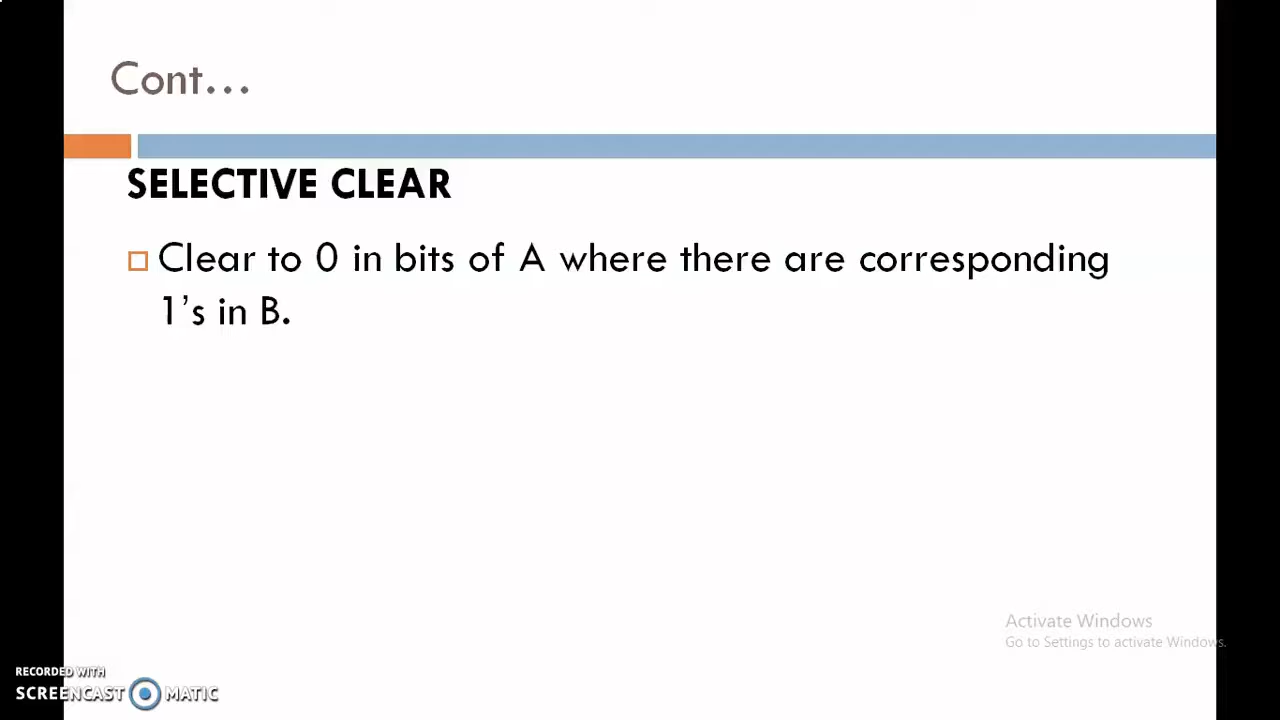 Cont...
SELECTIVE CLEAR
Clear to 0 in bits of A where there are corresponding
1's in B.
Activate Windows
Go to Settings to activate Windows.
RECORDED WITH
SCREENCAST MATIC